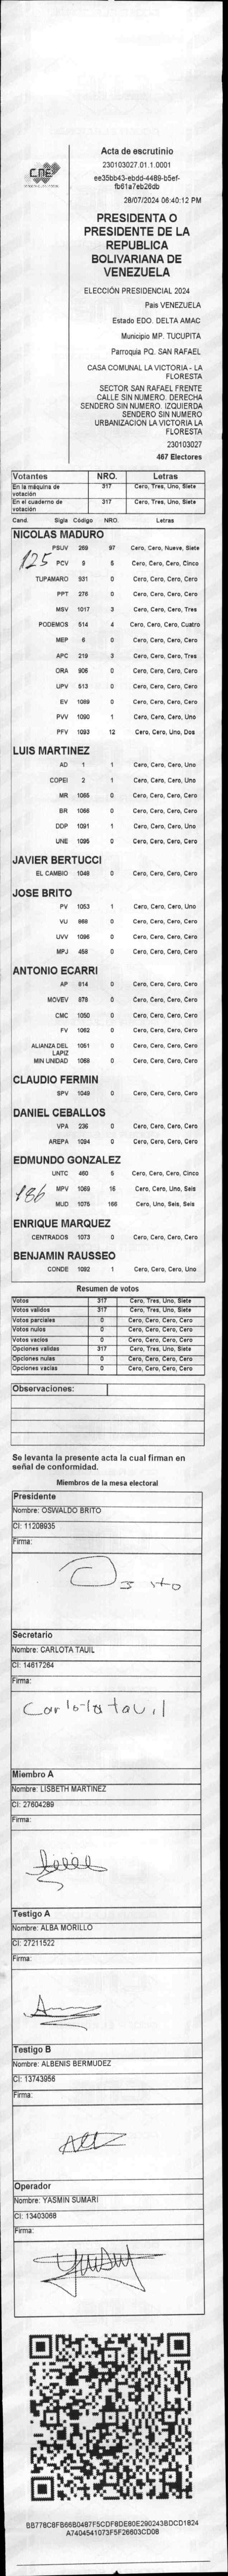 CNE
Acta de escrutinio
230103027.01.1.0001
ee35bb43-ebdd-4489-b5ef-
fb61a7eb26db
28/07/2024 06:40:12 PM
PRESIDENTA O
PRESIDENTE DE LA
REPUBLICA
BOLIVARIANA DE
VENEZUELA
ELECCIÓN PRESIDENCIAL 2024
Pais VENEZUELA
Estado EDO. DELTA AMAC
Municipio MP. TUCUPITA
Parroquia PQ. SAN RAFAEL
CASA COMUNAL LA VICTORIA - LA
FLORESTA
SECTOR SAN RAFAEL FRENTE
CALLE SIN NUMERO. DERECHA
SENDERO SIN NUMERO. IZQUIERDA
SENDERO SIN NUMERO
URBANIZACION LA VICTORIA LA
FLORESTA
230103027
467 Electores
Votantes NRO. Letras
En la máquina de votación 317 Cero, Tres, Uno, Siete
En el cuaderno de votación 317 Cero, Tres, Uno, Siete
Cand. Sigla Código NRO. Letras
NICOLAS MADURO
125
PSUV 269 97 Cero, Cero, Nueve, Siete
PCV 9 5 Cero, Cero, Cero, Cinco
TUPAMARO 931 0 Cero, Cero, Cero, Cero
PPT 276 0 Cero, Cero, Cero, Cero
MSV 1017 3 Cero, Cero, Cero, Tres
PODEMOS 514 4 Cero, Cero, Cero, Cuatro
MEP 6 0 Cero, Cero, Cero, Cero
APC 219 3 Cero, Cero, Cero, Tres
ORA 906 0 Cero, Cero, Cero, Cero
UPV 513 0 Cero, Cero, Cero, Cero
EV 1089 0 Cero, Cero, Cero, Cero
PVV 1090 1 Cero, Cero, Cero, Uno
PFV 1093 12 Cero, Cero, Uno, Dos
LUIS MARTINEZ
AD 1 1 Cero, Cero, Cero, Uno
COPEI 2 1 Cero, Cero, Cero, Uno
MR 1065 0 Cero, Cero, Cero, Cero
BR 1066 0 Cero, Cero, Cero, Cero
DDP 1091 1 Cero, Cero, Cero, Uno
UNE 1095 0 Cero, Cero, Cero, Cero
JAVIER BERTUCCI
EL CAMBIO 1048 0 Cero, Cero, Cero, Cero
JOSE BRITO
PV 1053 1 Cero, Cero, Cero, Uno
VU 868 0 Cero, Cero, Cero, Cero
UVV 1096 0 Cero, Cero, Cero, Cero
MPJ 458 0 Cero, Cero, Cero, Cero
ANTONIO ECARRI
AP 814 0 Cero, Cero, Cero, Cero
MOVEV 878 0 Cero, Cero, Cero, Cero
CMC 1050 0 Cero, Cero, Cero, Cero
FV 1062 0 Cero, Cero, Cero, Cero
ALIANZA DEL LAPIZ 1051 0 Cero, Cero, Cero, Cero
MIN UNIDAD 1068 0 Cero, Cero, Cero, Cero
CLAUDIO FERMIN
SPV 1049 0 Cero, Cero, Cero, Cero
DANIEL CEBALLOS
VPA 236 0 Cero, Cero, Cero, Cero
AREPA 1094 0 Cero, Cero, Cero, Cero
EDMUNDO GONZALEZ
186
UNTC 460 5 Cero, Cero, Cero, Cinco
MPV 1069 16 Cero, Cero, Uno, Seis
MUD 1075 166 Cero, Uno, Seis, Seis
ENRIQUE MARQUEZ
CENTRADOS 1073 0 Cero, Cero, Cero, Cero
BENJAMIN RAUSSEO
CONDE 1092 1 Cero, Cero, Cero, Uno
Resumen de votos
Votos 317 Cero, Tres, Uno, Siete
Votos validos 317 Cero, Tres, Uno, Siete
Votos parciales 0 Cero, Cero, Cero, Cero
Votos nulos 0 Cero, Cero, Cero, Cero
Votos vacios 0 Cero, Cero, Cero, Cero
Opciones validas 317 Cero, Tres, Uno, Siete
Opciones nulas 0 Cero, Cero, Cero, Cero
Opciones vacias 0 Cero, Cero, Cero, Cero
Observaciones:
Se levanta la presente acta la cual firman en
señal de conformidad.
Miembros de la mesa electoral
Presidente
Nombre: OSWALDO BRITO
CI: 11208935
Firma:
Secretario
Nombre: CARLOTA TAUIL
CI: 14617264
Firma:
Carlota tauil
Miembro A
Nombre: LISBETH MARTINEZ
CI: 27604289
Firma:
Testigo A
Nombre: ALBA MORILLO
CI: 27211522
Firma:
Testigo B
Nombre: ALBENIS BERMUDEZ
CI: 13743956
Firma:
Operador
Nombre: YASMIN SUMARI
CI: 13403068
Firma:
BB778C8FB66B0487F5CDF8DE80E290243BDCD1824
A7404541073F5F26603CD08